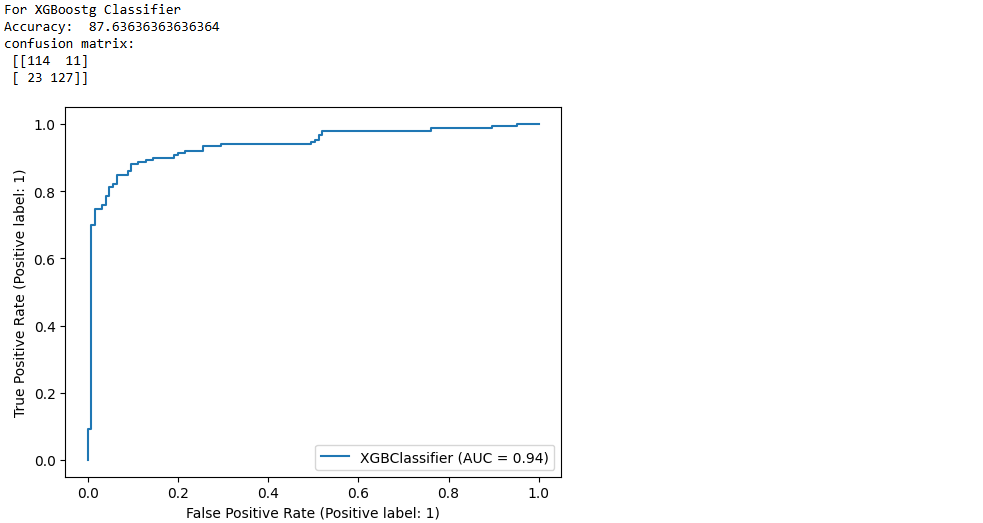 For XGBoostg Classifier
Accuracy:  87.63636363636364
confusion matrix:
 [[114  11]
 [ 23 127]]
1.0
0.8
0.6
0.4
0.2
0.0
True Positive Rate (Positive label: 1)
XGBClassifier (AUC = 0.94)
0.0 0.2 0.4 0.6 0.8 1.0
False Positive Rate (Positive label: 1)